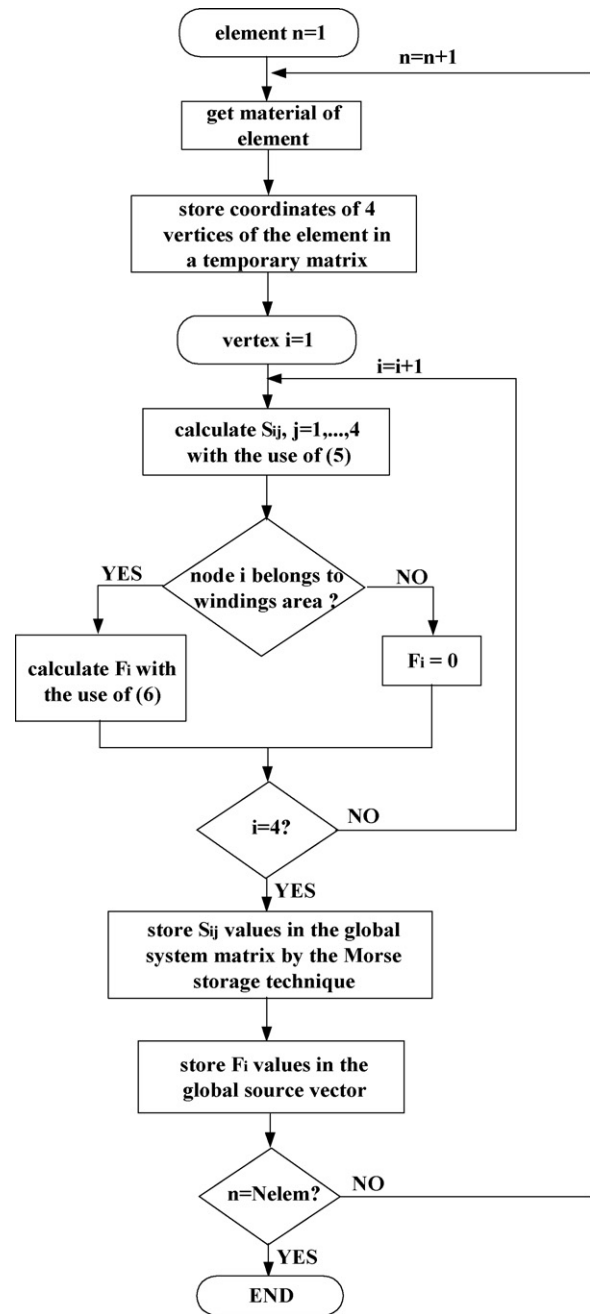 element n=1
n=n+1
get material of
element
store coordinates of 4
vertices of the element in
a temporary matrix
vertex i=1
i=i+1
calculate Sij, j=1,...,4
with the use of (5)
YES
node i belongs to
windings area ?
NO
calculate Fi with
the use of (6)
Fi = 0
i=4?
NO
YES
store Sij values in the global
system matrix by the Morse
storage technique
store Fi values in the
global source vector
n=Nelem?
NO
YES
END